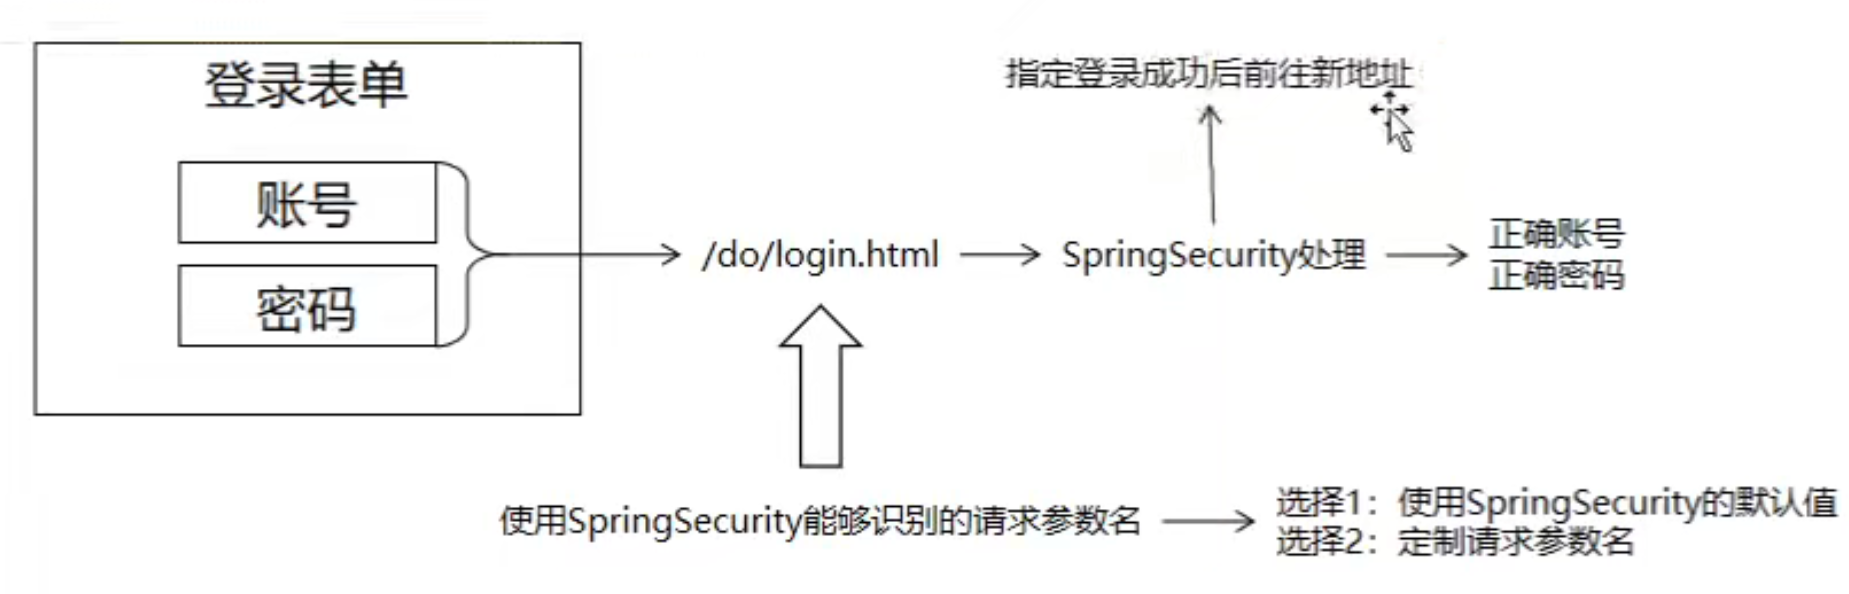 登录表单
账号
密码
/do/login.html
SpringSecurity处理
指定登录成功后前往新地址
正确账号
正确密码
使用SpringSecurity能够识别的请求参数名
选择1：使用SpringSecurity的默认值
选择2：定制请求参数名